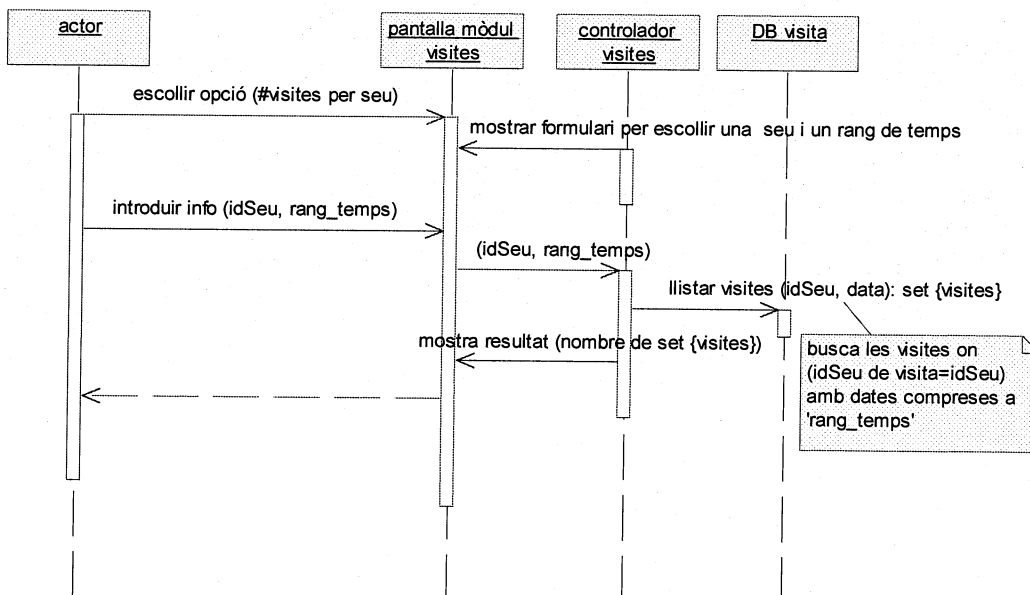 actor
pantalla mòdul
visites
controlador
visites
DB visita
escollir opció (#visites per seu)
mostrar formulari per escollir una seu i un rang de temps
introduir info (idSeu, rang_temps)
(idSeu, rang_temps)
llistar visites (idSeu, data): set {visites}
mostra resultat (nombre de set {visites})
busca les visites on
(idSeu de visita=idSeu)
amb dates compreses a
'rang_temps'